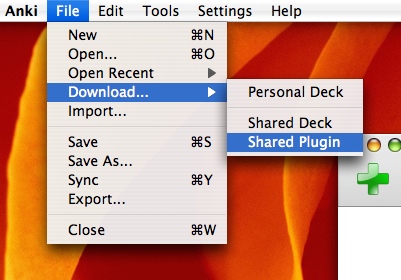 Anki File Edit Tools Settings Help
New ⌘N
Open... ⌘O
Open Recent
Download...
Import...
Save ⌘S
Save As...
Sync ⌘Y
Export...
Close ⌘W
Personal Deck
Shared Deck
Shared Plugin